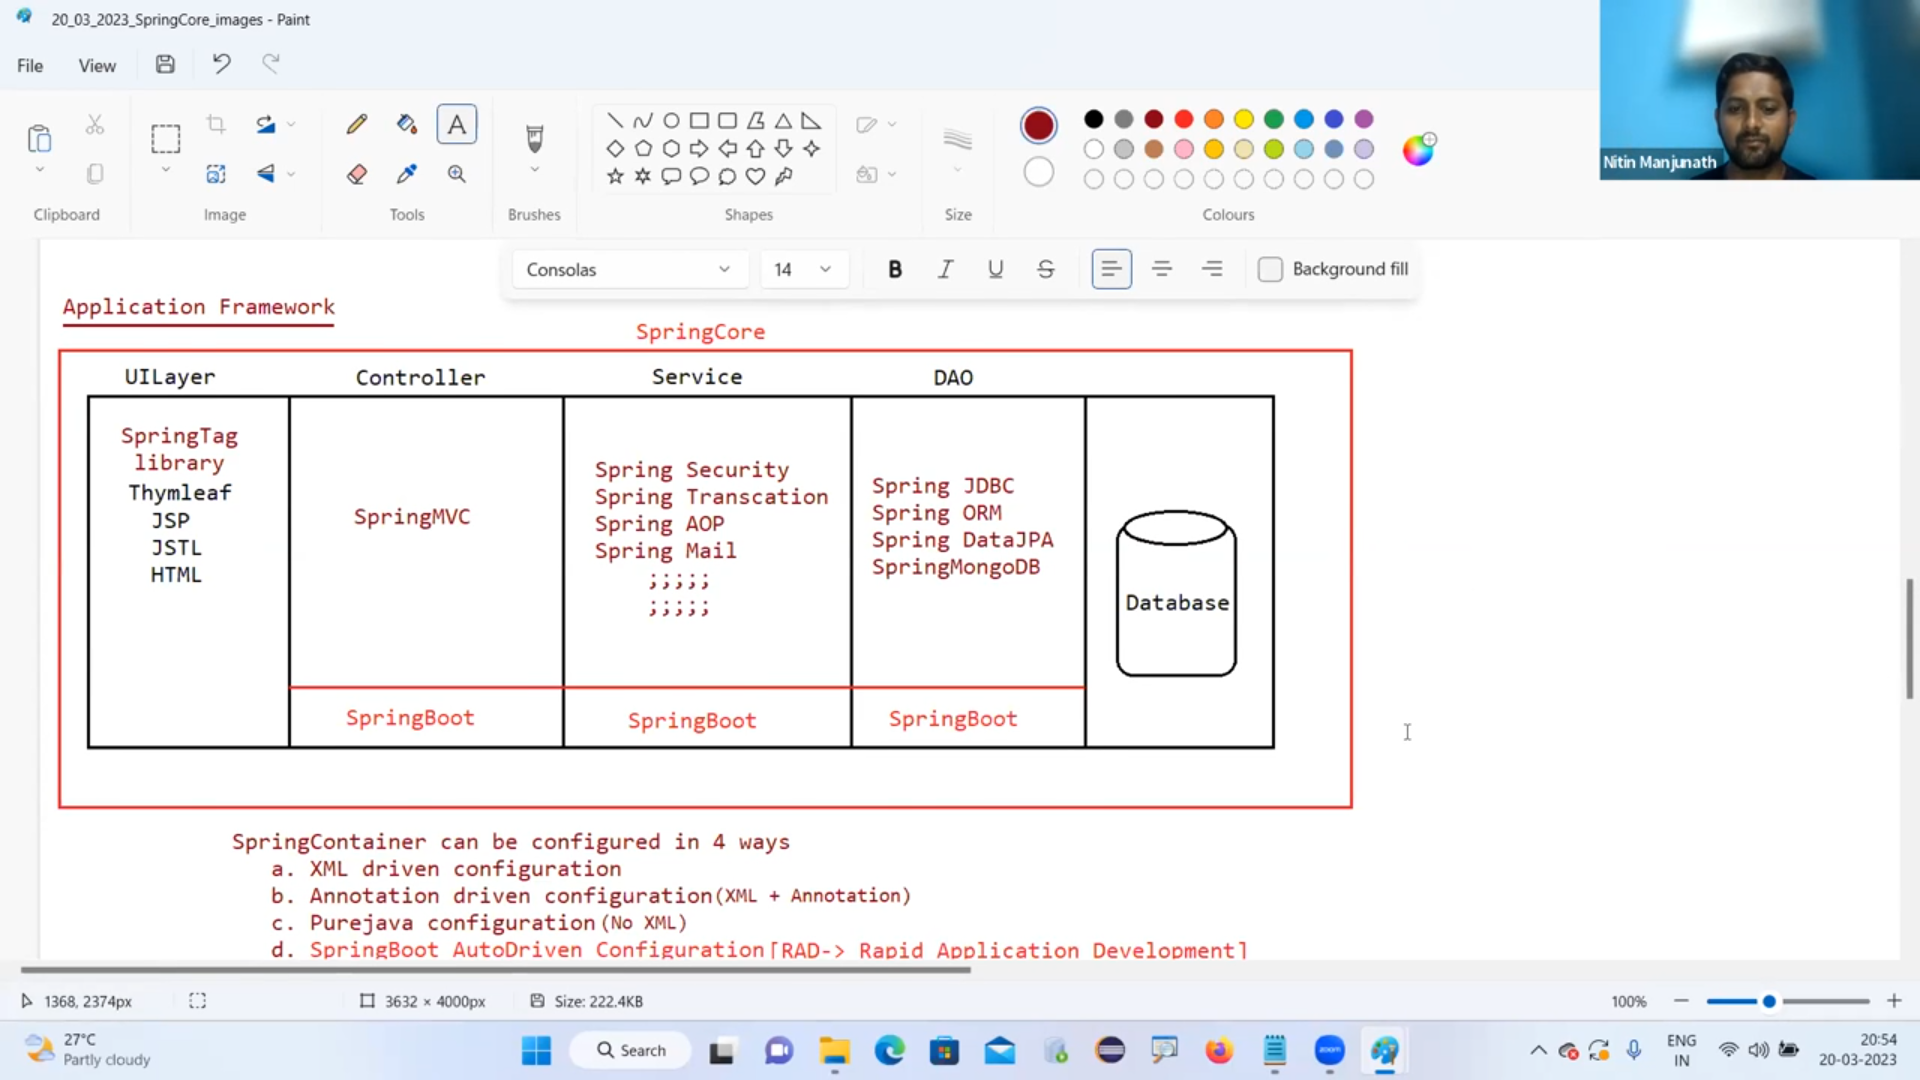 20_03_2023_SpringCore_images - Paint
File View
Nitin Manjunath
Clipboard Image Tools Brushes Shapes Size Colours
Consolas 14 B I U S Background fill
Application Framework
SpringCore
UILayer Controller Service DAO
SpringTag
library
Thymleaf
JSP
JSTL
HTML
SpringMVC
Spring Security
Spring Transcation
Spring AOP
Spring Mail
;;;;;
;;;;;
Spring JDBC
Spring ORM
Spring DataJPA
SpringMongoDB
Database
SpringBoot SpringBoot SpringBoot
SpringContainer can be configured in 4 ways
a. XML driven configuration
b. Annotation driven configuration(XML + Annotation)
c. Purejava configuration(No XML)
d. SpringBoot AutoDriven Configuration[RAD-> Rapid Application Development]
1368, 2374px 3632 × 4000px Size: 222.4KB 100%
27°C
Partly cloudy
Search
zoom
ENG
IN
20:54
20-03-2023